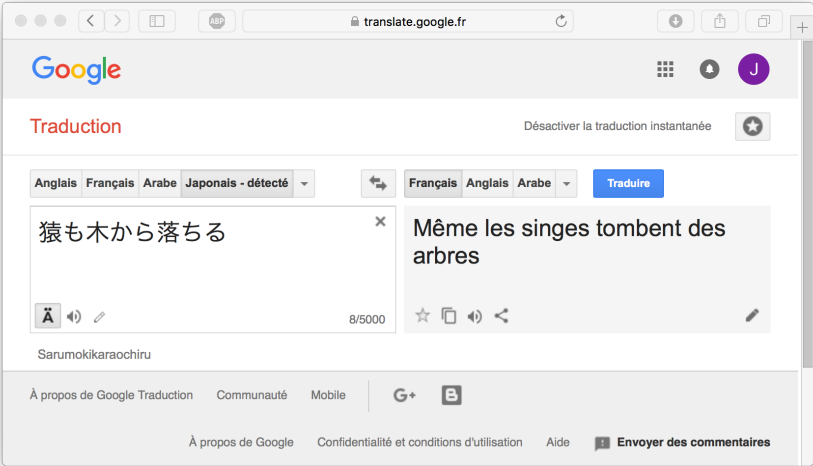 translate.google.fr
ABP
Google
J
Traduction
Désactiver la traduction instantanée
Anglais Français Arabe Japonais - détecté
Français Anglais Arabe
Traduire
猿も木から落ちる
Même les singes tombent des
arbres
Ä
8/5000
Sarumokikaraochiru
À propos de Google Traduction Communauté Mobile G+
À propos de Google Confidentialité et conditions d'utilisation Aide Envoyer des commentaires